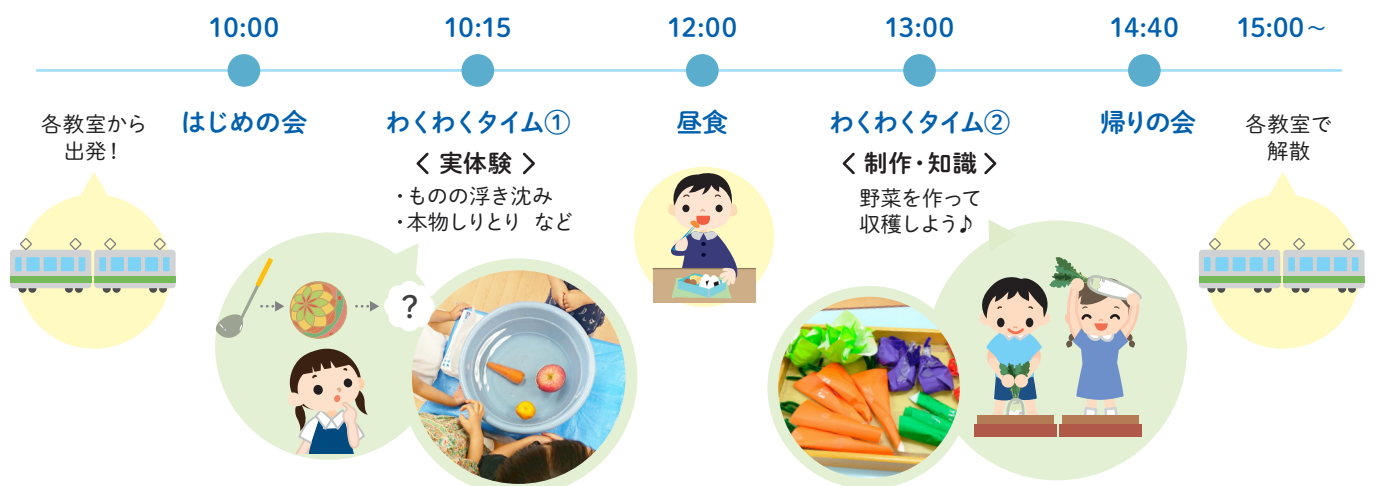 10:00
10:15
12:00
13:00
14:40
15:00～
各教室から
出発！
はじめの会
わくわくタイム①
〈 実体験 〉
・ものの浮き沈み
・本物しりとり など
昼食
わくわくタイム②
〈 制作・知識 〉
野菜を作って
収穫しよう♪
帰りの会
各教室で
解散
?